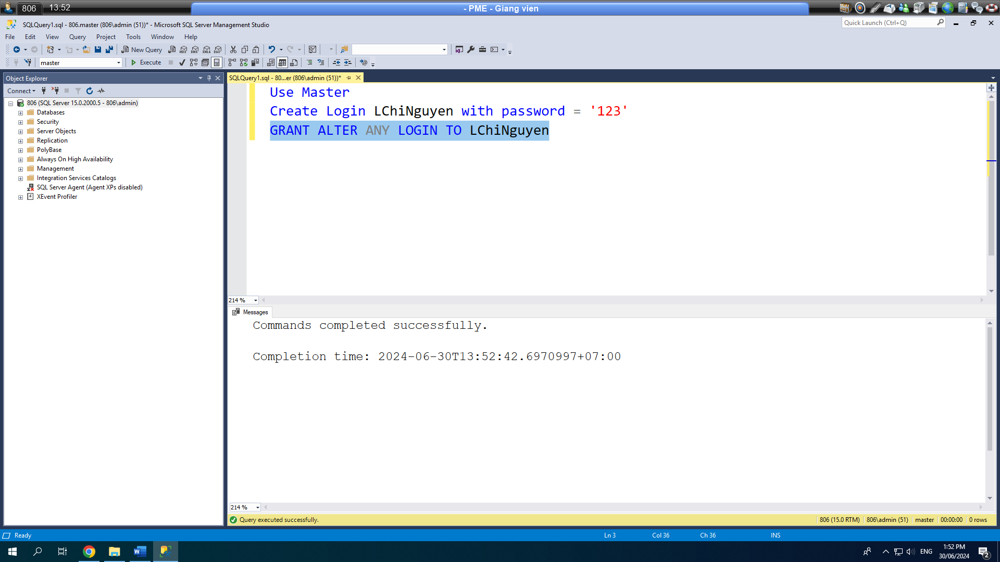 806
13:52
- PME - Giang vien
SQLQuery1.sql - 806.master (806\admin (51))* - Microsoft SQL Server Management Studio
Quick Launch (Ctrl+Q)
File Edit View Query Project Tools Window Help
New Query
MDX DMX XMLA DAX
master
Execute
Object Explorer
SQLQuery1.sql - 80...er (806\admin (51))*
Connect
806 (SQL Server 15.0.2000.5 - 806\admin)
Databases
Security
Server Objects
Replication
PolyBase
Always On High Availability
Management
Integration Services Catalogs
SQL Server Agent (Agent XPs disabled)
XEvent Profiler
Use Master
Create Login LChiNguyen with password = '123'
GRANT ALTER ANY LOGIN TO LChiNguyen
214 %
Messages
Commands completed successfully.
Completion time: 2024-06-30T13:52:42.6970997+07:00
214 %
Query executed successfully.
806 (15.0 RTM) 806\admin (51) master 00:00:00 0 rows
Ready
Ln 3 Col 36 Ch 36 INS
ENG
1:52 PM
30/06/2024
2